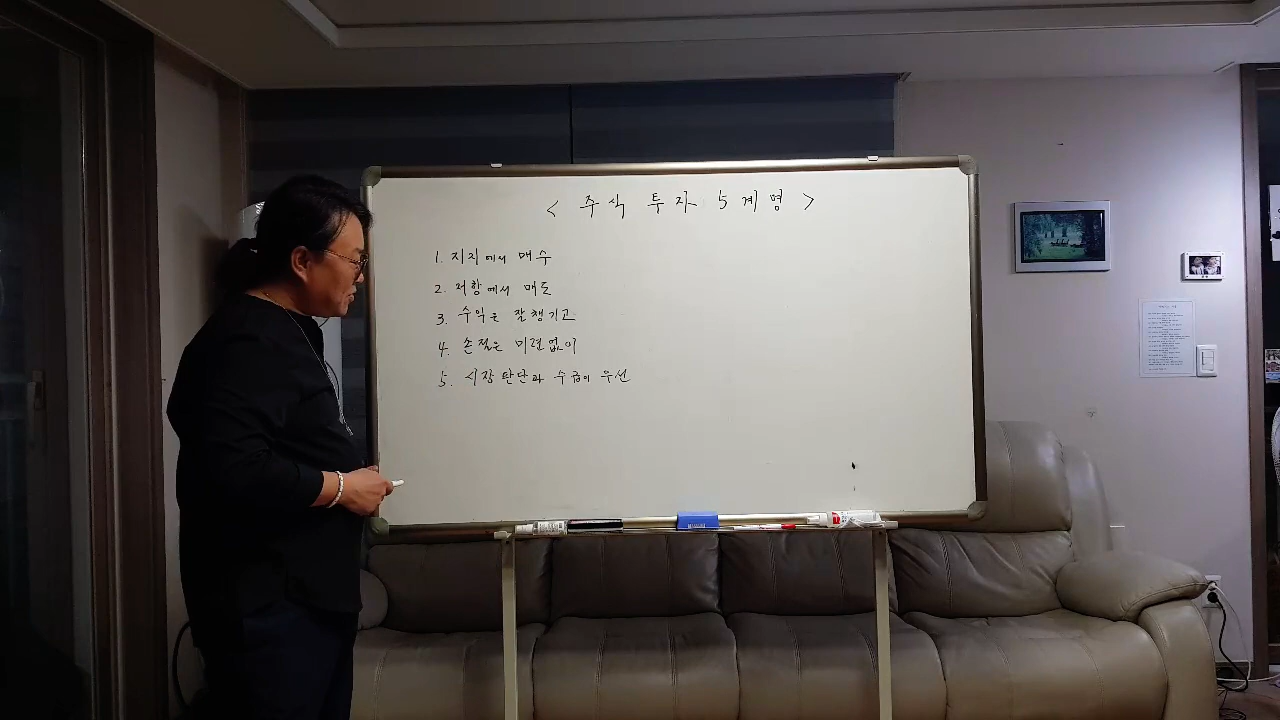 < 주식 투자 5계명 >
1. 지지에서 매수
2. 저항에서 매도
3. 수익은 잘 챙기고
4. 손절은 미련없이
5. 시장 판단과 수급이 우선